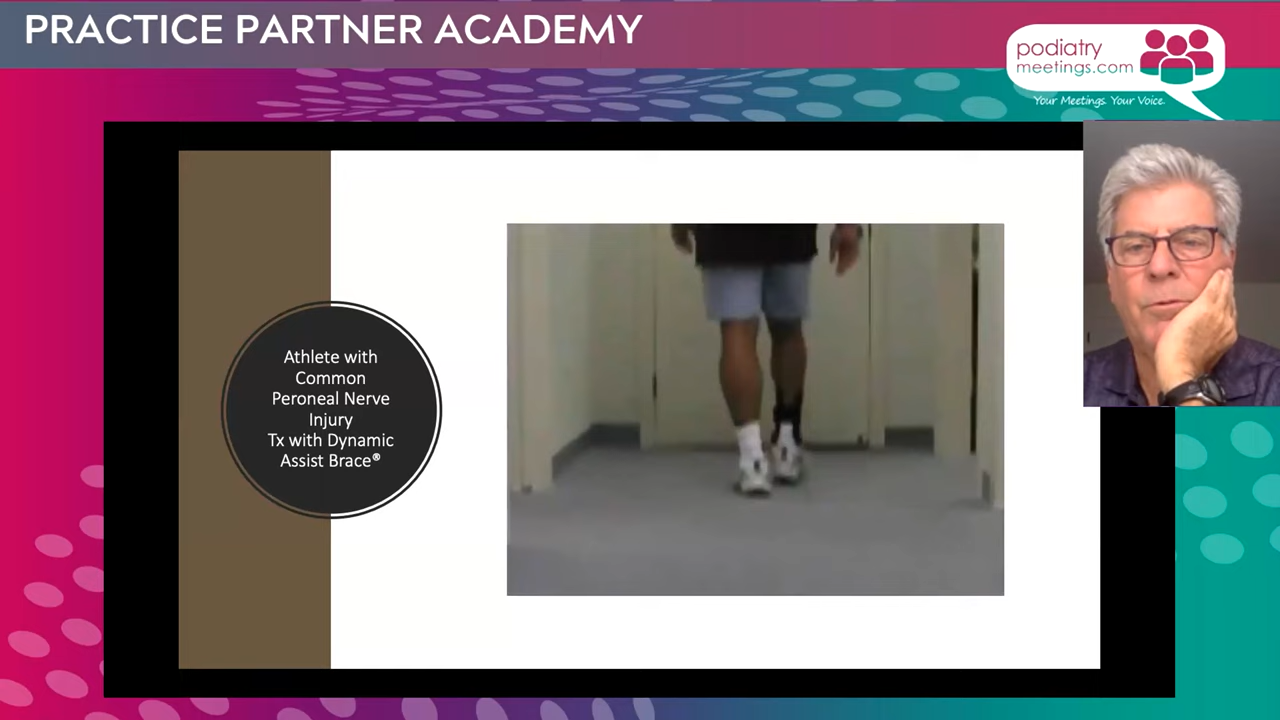 PRACTICE PARTNER ACADEMY
podiatry
meetings.com
Your Meetings. Your Voice.
Athlete with
Common
Peroneal Nerve
Injury
Tx with Dynamic
Assist Brace®